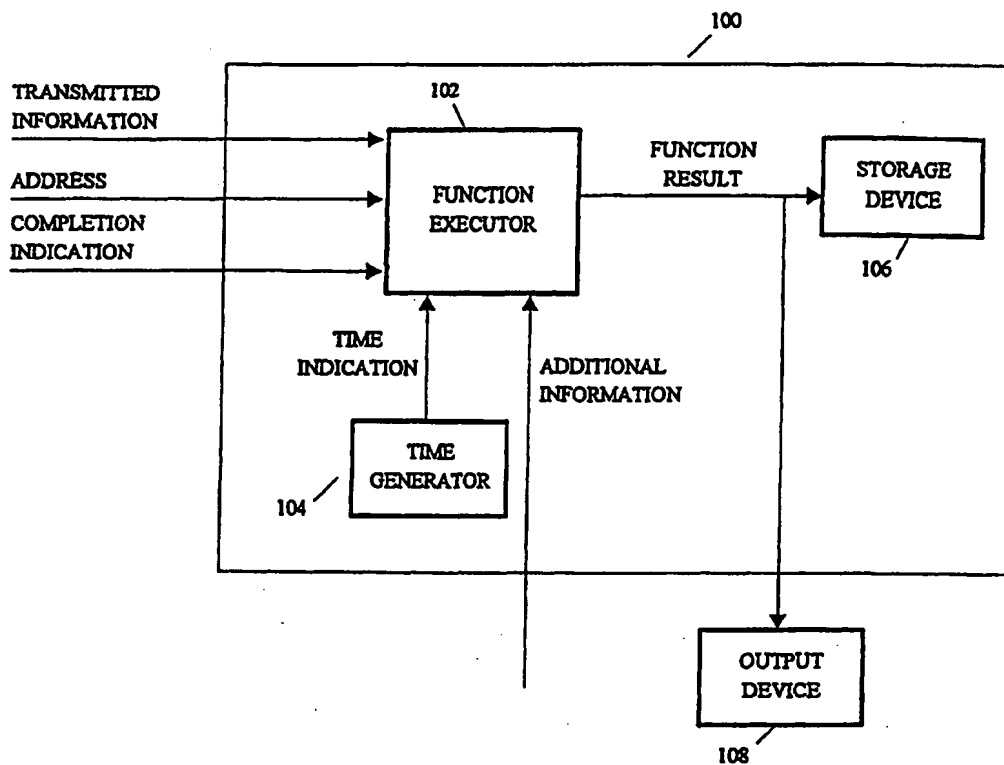 100
TRANSMITTED
INFORMATION
ADDRESS
COMPLETION
INDICATION
102
FUNCTION
EXECUTOR
FUNCTION
RESULT
STORAGE
DEVICE
106
TIME
INDICATION
ADDITIONAL
INFORMATION
TIME
GENERATOR
104
OUTPUT
DEVICE
108